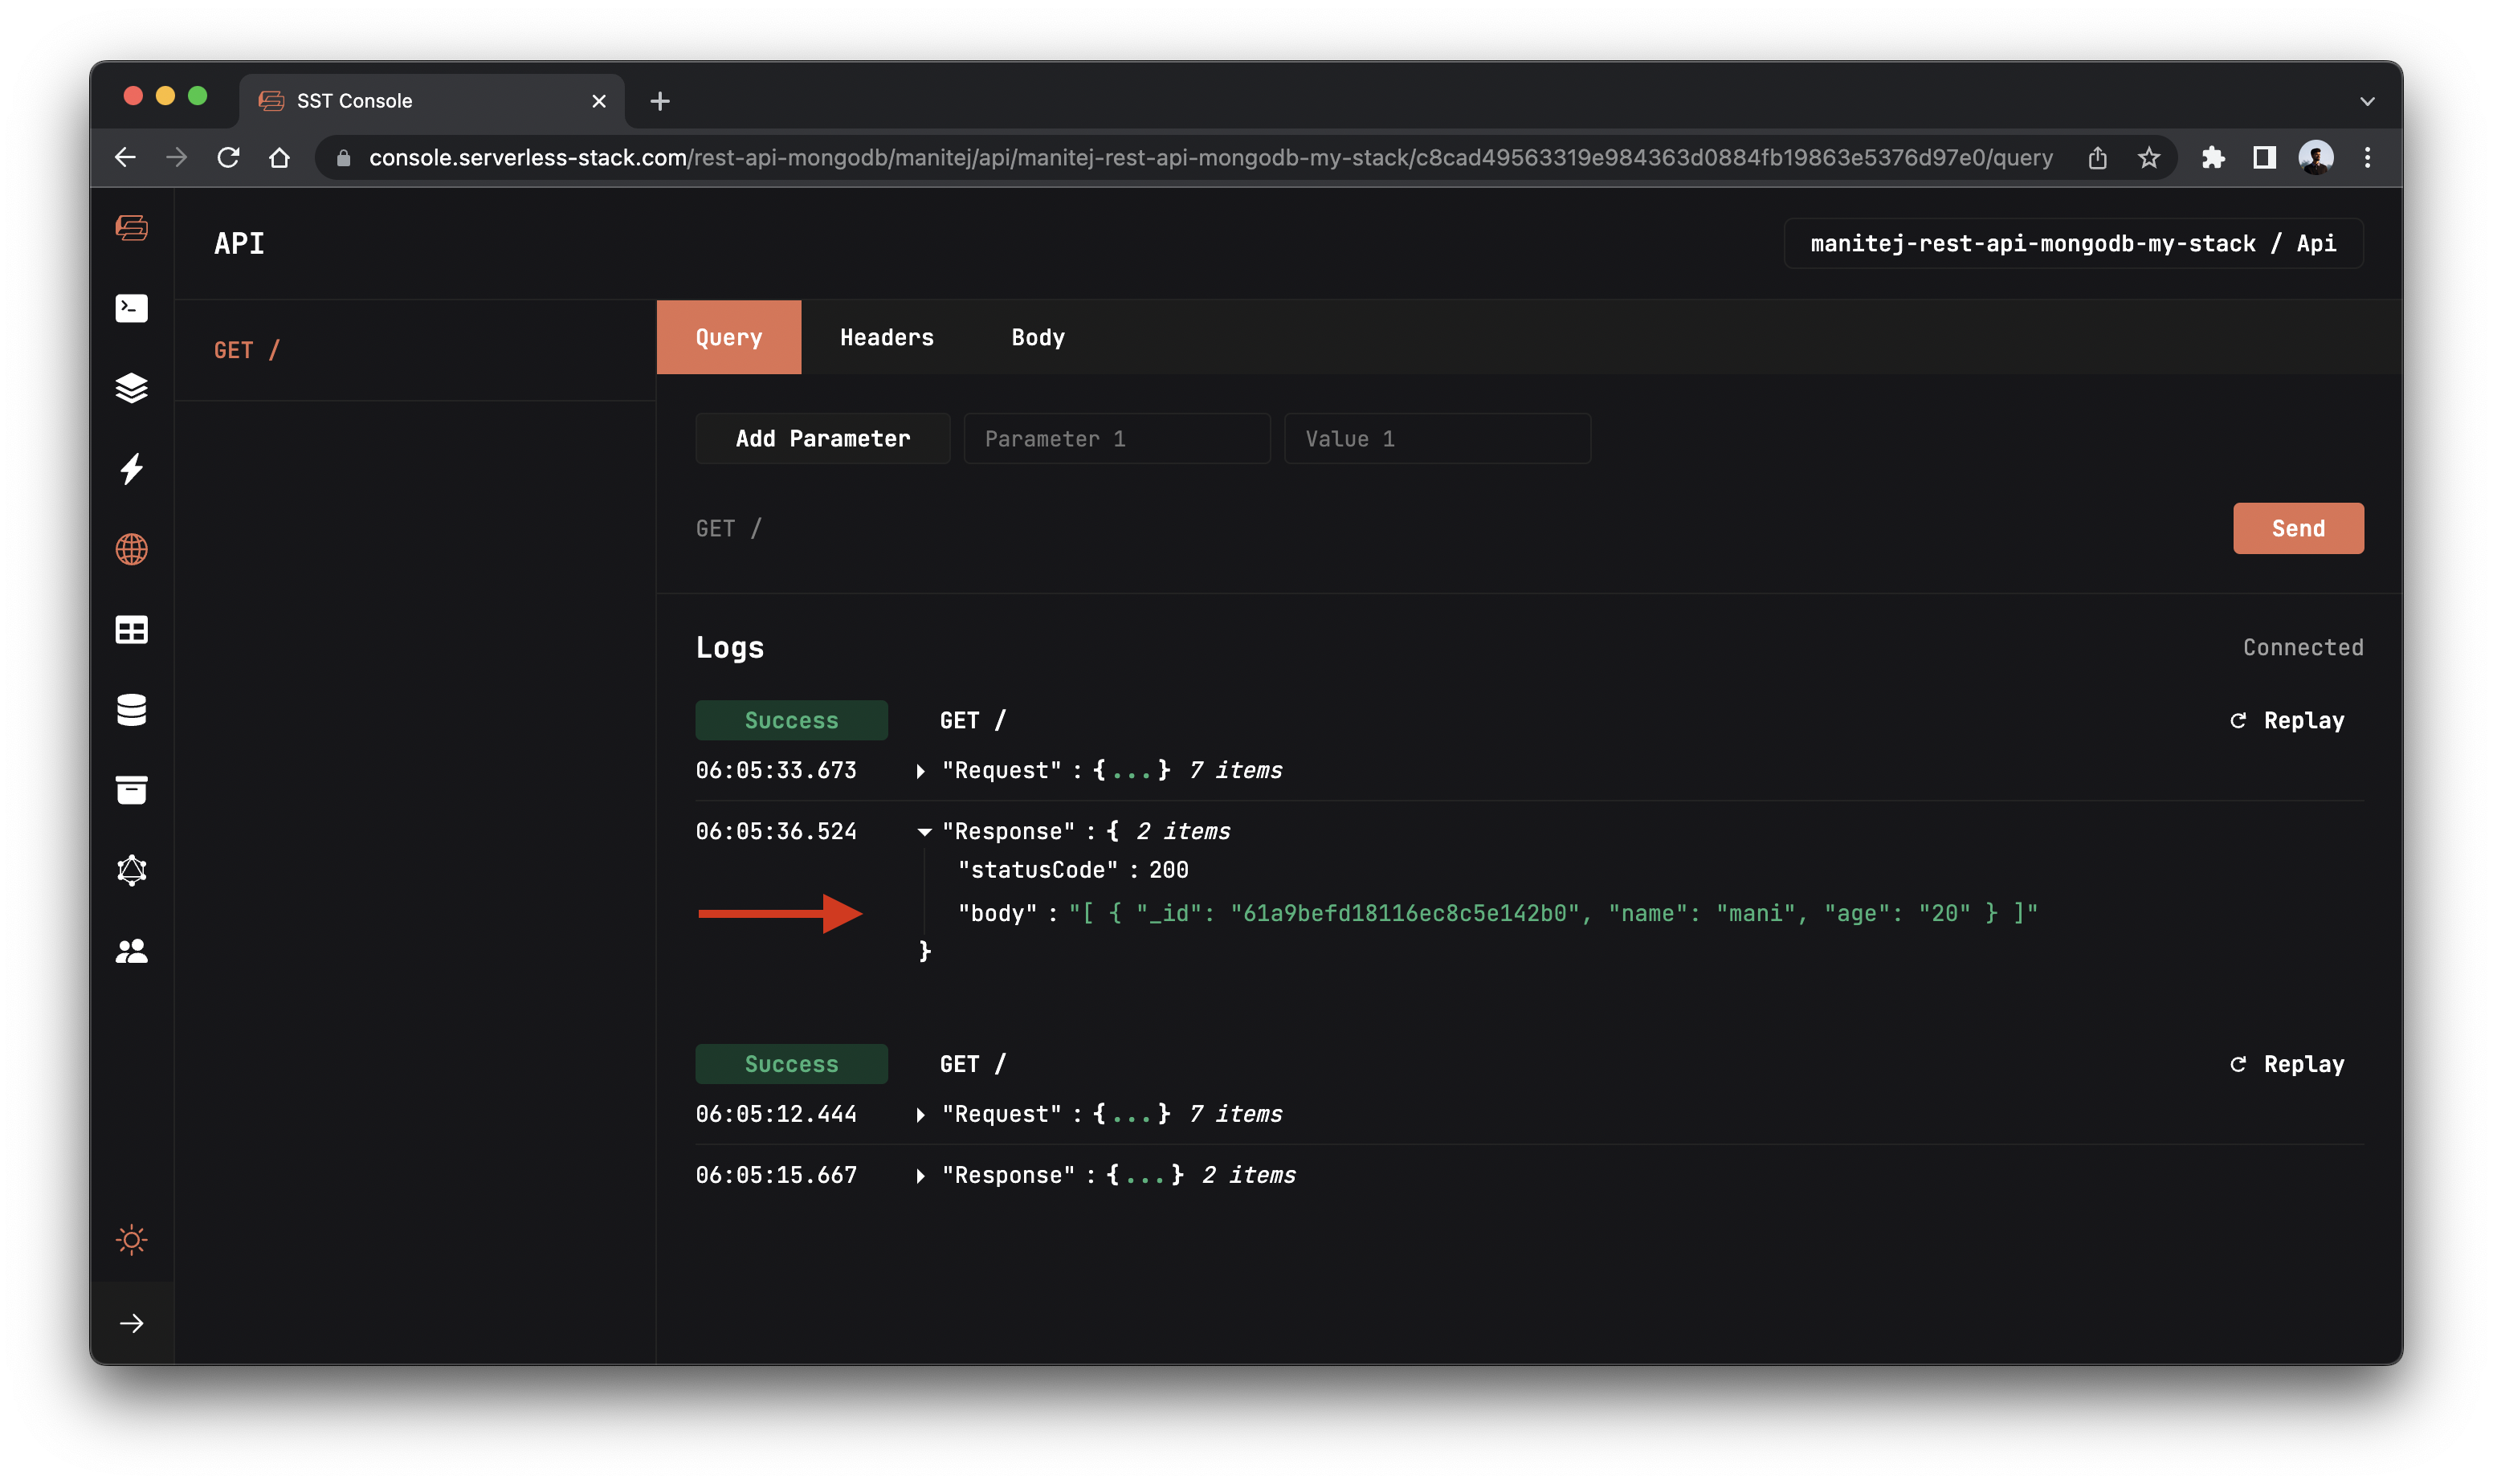 SST Console
console.serverless-stack.com/rest-api-mongodb/manitej/api/manitej-rest-api-mongodb-my-stack/c8cad49563319e984363d0884fb19863e5376d97e0/query
API
manitej-rest-api-mongodb-my-stack / Api
GET /
Query Headers Body
Add Parameter Parameter 1 Value 1
GET / Send
Logs Connected
Success GET / Replay
06:05:33.673 "Request" : {...} 7 items
06:05:36.524 "Response" : { 2 items
"statusCode" : 200
"body" : "[ { "_id": "61a9befd18116ec8c5e142b0", "name": "mani", "age": "20" } ]"
}
Success GET / Replay
06:05:12.444 "Request" : {...} 7 items
06:05:15.667 "Response" : {...} 2 items